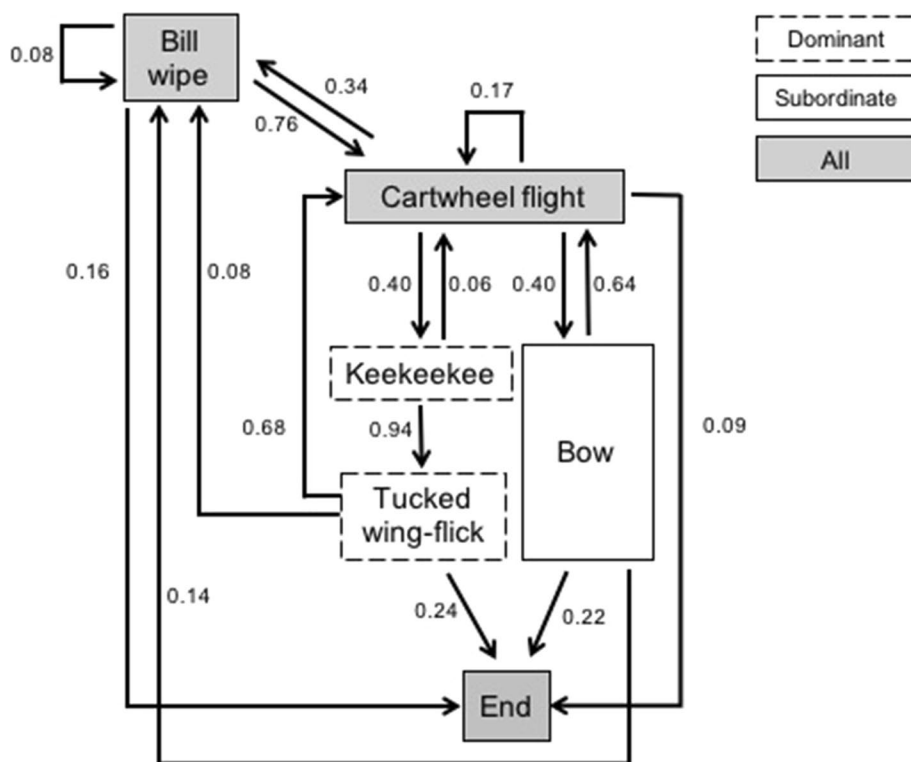 Bill
wipe
Dominant
Subordinate
All
0.08
0.34
0.76
0.17
Cartwheel flight
0.16
0.08
0.40
0.06
0.40
0.64
Keekeekee
0.68
0.94
0.09
Bow
Tucked
wing-flick
0.14
0.24
0.22
End